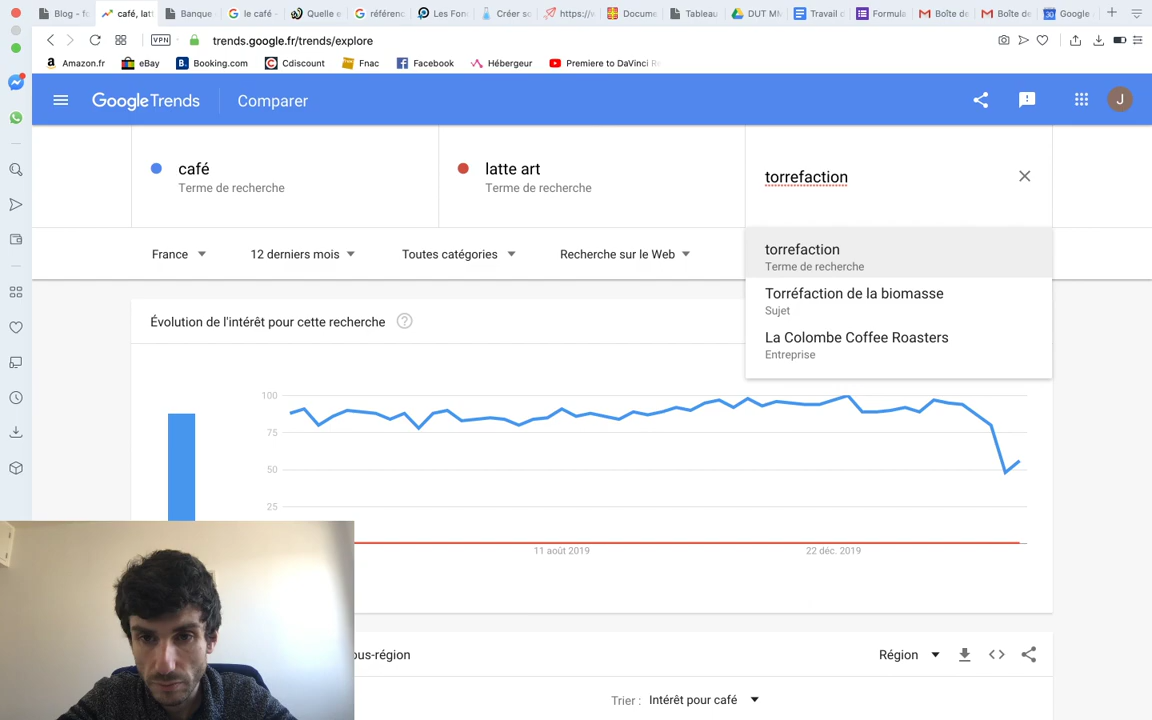 Blog - fo
café, latt
Banque
le café -
Quelle e
référenc
Les Fon
Créer sc
https://v
Docume
Tableau
DUT MM
Travail d
Formula
Boîte de
Boîte de
Google
VPN
trends.google.fr/trends/explore
Amazon.fr
eBay
Booking.com
Cdiscount
Fnac
Facebook
Hébergeur
Premiere to DaVinci Re
Google Trends
Comparer
J
café
Terme de recherche
latte art
Terme de recherche
torrefaction
France
12 derniers mois
Toutes catégories
Recherche sur le Web
torrefaction
Terme de recherche
Torréfaction de la biomasse
Sujet
La Colombe Coffee Roasters
Entreprise
Évolution de l'intérêt pour cette recherche
100
75
50
25
11 août 2019
22 déc. 2019
ous-région
Région
Trier :
Intérêt pour café